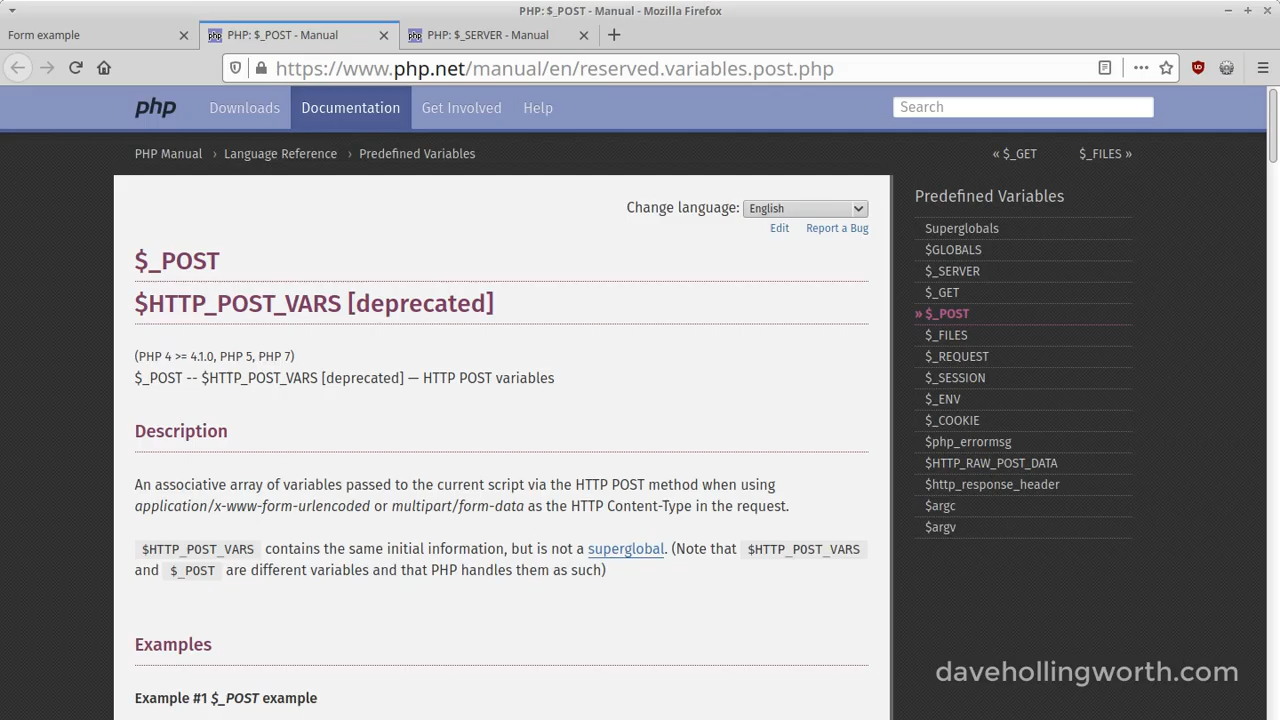 PHP: $_POST - Manual - Mozilla Firefox
Form example
PHP: $_POST - Manual
PHP: $_SERVER - Manual
https://www.php.net/manual/en/reserved.variables.post.php
php Downloads Documentation Get Involved Help Search
PHP Manual › Language Reference › Predefined Variables
« $_GET $_FILES »
Change language: English
Edit Report a Bug
$_POST
$HTTP_POST_VARS [deprecated]
(PHP 4 >= 4.1.0, PHP 5, PHP 7)
$_POST -- $HTTP_POST_VARS [deprecated] — HTTP POST variables
Description
An associative array of variables passed to the current script via the HTTP POST method when using
application/x-www-form-urlencoded or multipart/form-data as the HTTP Content-Type in the request.
$HTTP_POST_VARS contains the same initial information, but is not a superglobal. (Note that $HTTP_POST_VARS
and $_POST are different variables and that PHP handles them as such)
Examples
Example #1 $_POST example
Predefined Variables
Superglobals
$GLOBALS
$_SERVER
$_GET
» $_POST
$_FILES
$_REQUEST
$_SESSION
$_ENV
$_COOKIE
$php_errormsg
$HTTP_RAW_POST_DATA
$http_response_header
$argc
$argv
davehollingworth.com